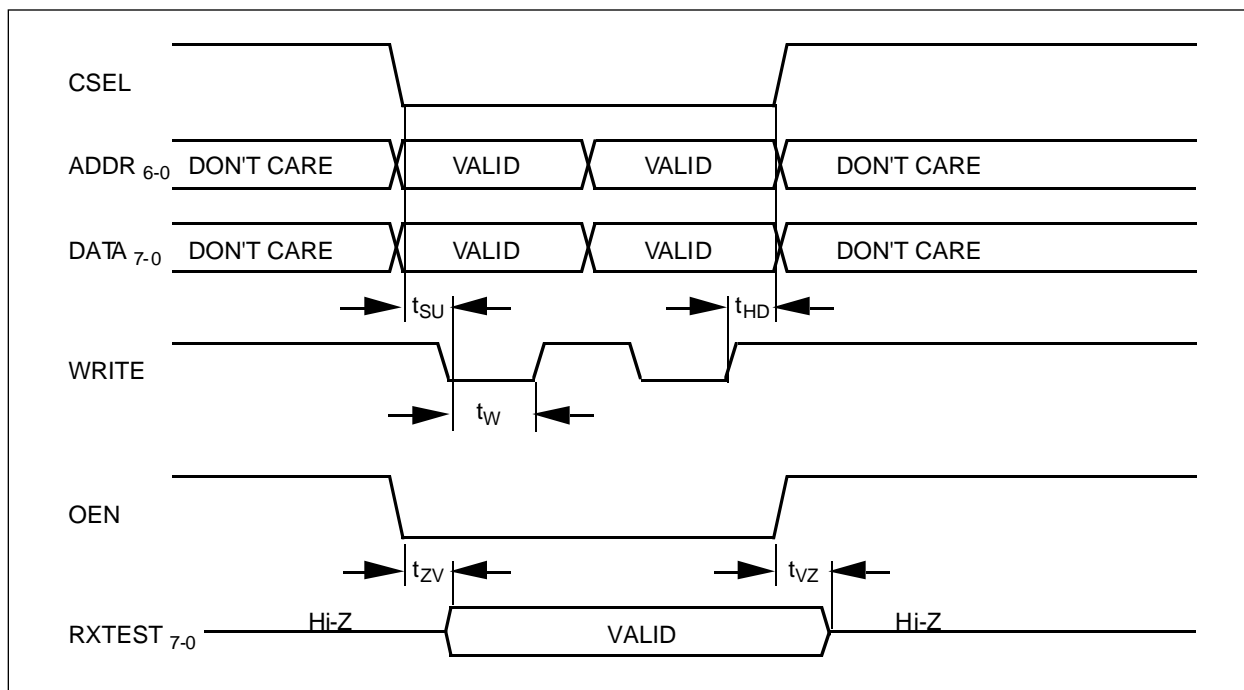 CSEL
ADDR 6-0 DON'T CARE VALID VALID DON'T CARE
DATA 7-0 DON'T CARE VALID VALID DON'T CARE
tSU tHD
WRITE
tW
OEN
tZV tVZ
RXTEST 7-0 Hi-Z VALID Hi-Z